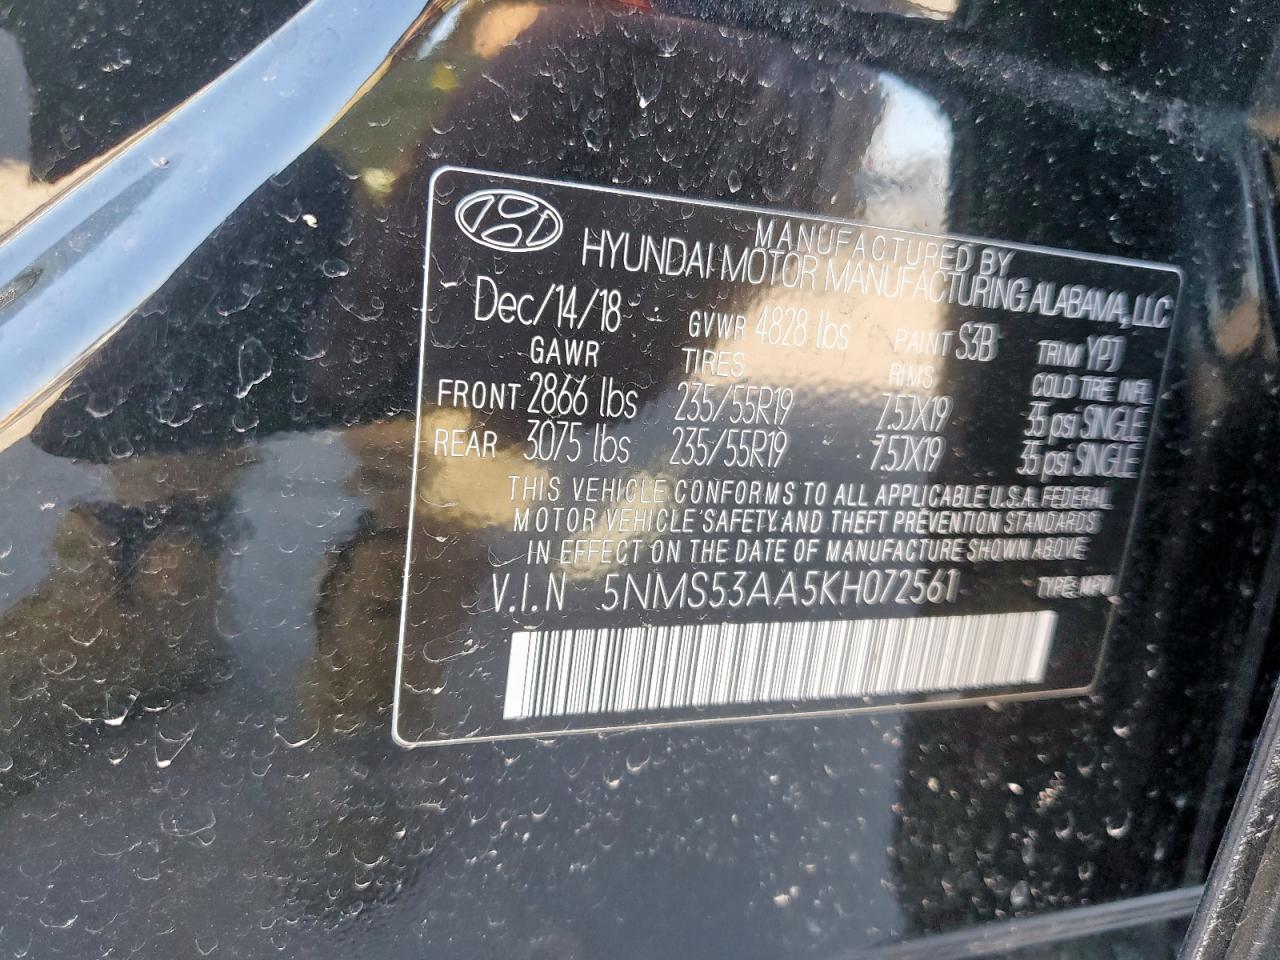 MANUFACTURED BY
HYUNDAI MOTOR MANUFACTURING ALABAMA, LLC
Dec/14/18 GVWR 4828 lbs PAINT S3B TRIM YPJ
GAWR TIRES RIMS COLD TIRE INFL
FRONT 2866 lbs 235/55R19 7.5JX19 35 psi SINGLE
REAR 3075 lbs 235/55R19 7.5JX19 35 psi SINGLE
THIS VEHICLE CONFORMS TO ALL APPLICABLE U.S.A. FEDERAL
MOTOR VEHICLE SAFETY AND THEFT PREVENTION STANDARDS
IN EFFECT ON THE DATE OF MANUFACTURE SHOWN ABOVE
V.I.N 5NMS53AA5KH072561 TYPE: MPV